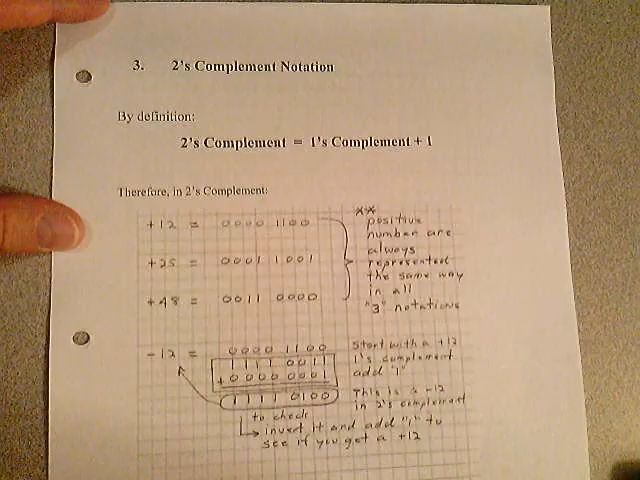 3. 2's Complement Notation
By definition:
2's Complement = 1's Complement + 1
Therefore, in 2's Complement:
+12 = 0000 1100
+25 = 0001 1001
+48 = 0011 0000
**
positive
number are
always
represented
the same way
in all
"3" notations
-12 = 0000 1100 Start with a +12
1111 0011 1's complement
+0000 0001 add "1"
1111 0100 This is a -12
in 2's complement
to check
invert it and add "1" to
see if you get a +12